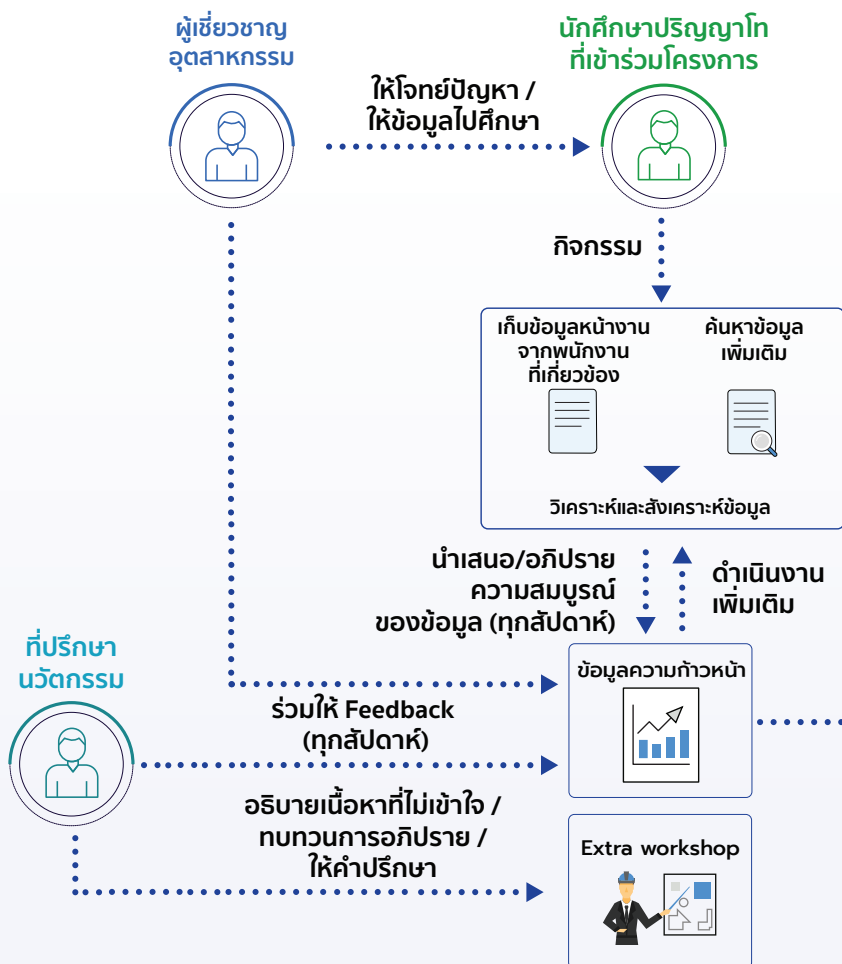 ผู้เชี่ยวชาญ
อุตสาหกรรม
นักศึกษาปริญญาโท
ที่เข้าร่วมโครงการ
ให้โจทย์ปัญหา /
ให้ข้อมูลไปศึกษา
กิจกรรม
เก็บข้อมูลหน้างาน
จากพนักงาน
ที่เกี่ยวข้อง
ค้นหาข้อมูล
เพิ่มเติม
วิเคราะห์และสังเคราะห์ข้อมูล
นำเสนอ/อภิปราย
ความสมบูรณ์
ของข้อมูล (ทุกสัปดาห์)
ดำเนินงาน
เพิ่มเติม
ที่ปรึกษา
นวัตกรรม
ข้อมูลความก้าวหน้า
ร่วมให้ Feedback
(ทุกสัปดาห์)
อธิบายเนื้อหาที่ไม่เข้าใจ /
ทบทวนการอภิปราย /
ให้คำปรึกษา
Extra workshop